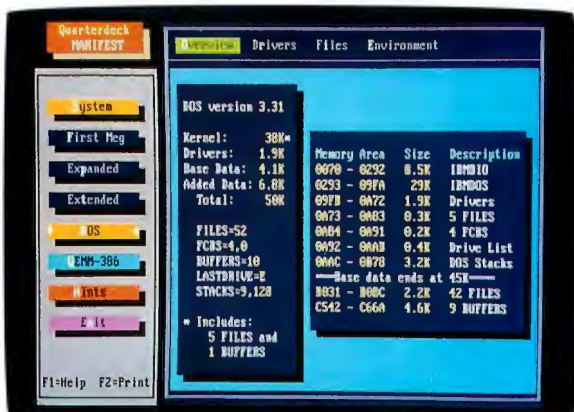 Quarterdeck
MANIFEST
Overview Drivers Files Environment
System
First Meg
Expanded
Extended
DOS
QEMM-386
Hints
Exit
F1=Help F2=Print
DOS version 3.31
Kernel: 38K*
Drivers: 1.9K
Base Data: 4.1K
Added Data: 6.8K
Total: 50K
FILES=52
FCBS=4,0
BUFFERS=10
LASTDRIVE=E
STACKS=9,128
* Includes:
5 FILES and
1 BUFFERS
Memory Area Size Description
0070 - 0292 8.5K IBMBIO
0293 - 09FA 29K IBMDOS
09FB - 0A72 1.9K Drivers
0A73 - 0A83 0.3K 5 FILES
0A84 - 0A91 0.2K 4 FCBS
0A92 - 0AAB 0.4K Drive List
0AAC - 0B78 3.2K DOS Stacks
Base data ends at 45K
B031 - B0BC 2.2K 42 FILES
C542 - C66A 4.6K 9 BUFFERS